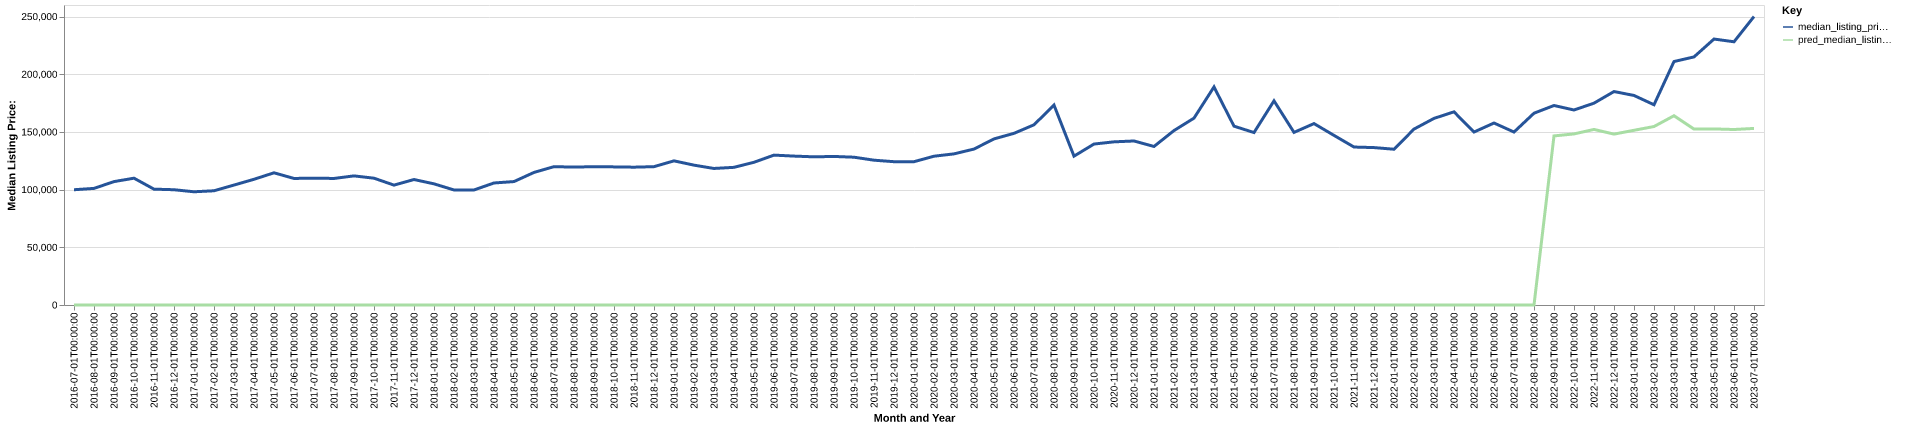 Key
median_listing_pri…
pred_median_listin…
Median Listing Price:
250,000
200,000
150,000
100,000
50,000
0
2016-07-01T00:00:00
2016-08-01T00:00:00
2016-09-01T00:00:00
2016-10-01T00:00:00
2016-11-01T00:00:00
2016-12-01T00:00:00
2017-01-01T00:00:00
2017-02-01T00:00:00
2017-03-01T00:00:00
2017-04-01T00:00:00
2017-05-01T00:00:00
2017-06-01T00:00:00
2017-07-01T00:00:00
2017-08-01T00:00:00
2017-09-01T00:00:00
2017-10-01T00:00:00
2017-11-01T00:00:00
2017-12-01T00:00:00
2018-01-01T00:00:00
2018-02-01T00:00:00
2018-03-01T00:00:00
2018-04-01T00:00:00
2018-05-01T00:00:00
2018-06-01T00:00:00
2018-07-01T00:00:00
2018-08-01T00:00:00
2018-09-01T00:00:00
2018-10-01T00:00:00
2018-11-01T00:00:00
2018-12-01T00:00:00
2019-01-01T00:00:00
2019-02-01T00:00:00
2019-03-01T00:00:00
2019-04-01T00:00:00
2019-05-01T00:00:00
2019-06-01T00:00:00
2019-07-01T00:00:00
2019-08-01T00:00:00
2019-09-01T00:00:00
2019-10-01T00:00:00
2019-11-01T00:00:00
2019-12-01T00:00:00
2020-01-01T00:00:00
2020-02-01T00:00:00
2020-03-01T00:00:00
2020-04-01T00:00:00
2020-05-01T00:00:00
2020-06-01T00:00:00
2020-07-01T00:00:00
2020-08-01T00:00:00
2020-09-01T00:00:00
2020-10-01T00:00:00
2020-11-01T00:00:00
2020-12-01T00:00:00
2021-01-01T00:00:00
2021-02-01T00:00:00
2021-03-01T00:00:00
2021-04-01T00:00:00
2021-05-01T00:00:00
2021-06-01T00:00:00
2021-07-01T00:00:00
2021-08-01T00:00:00
2021-09-01T00:00:00
2021-10-01T00:00:00
2021-11-01T00:00:00
2021-12-01T00:00:00
2022-01-01T00:00:00
2022-02-01T00:00:00
2022-03-01T00:00:00
2022-04-01T00:00:00
2022-05-01T00:00:00
2022-06-01T00:00:00
2022-07-01T00:00:00
2022-08-01T00:00:00
2022-09-01T00:00:00
2022-10-01T00:00:00
2022-11-01T00:00:00
2022-12-01T00:00:00
2023-01-01T00:00:00
2023-02-01T00:00:00
2023-03-01T00:00:00
2023-04-01T00:00:00
2023-05-01T00:00:00
2023-06-01T00:00:00
2023-07-01T00:00:00
Month and Year